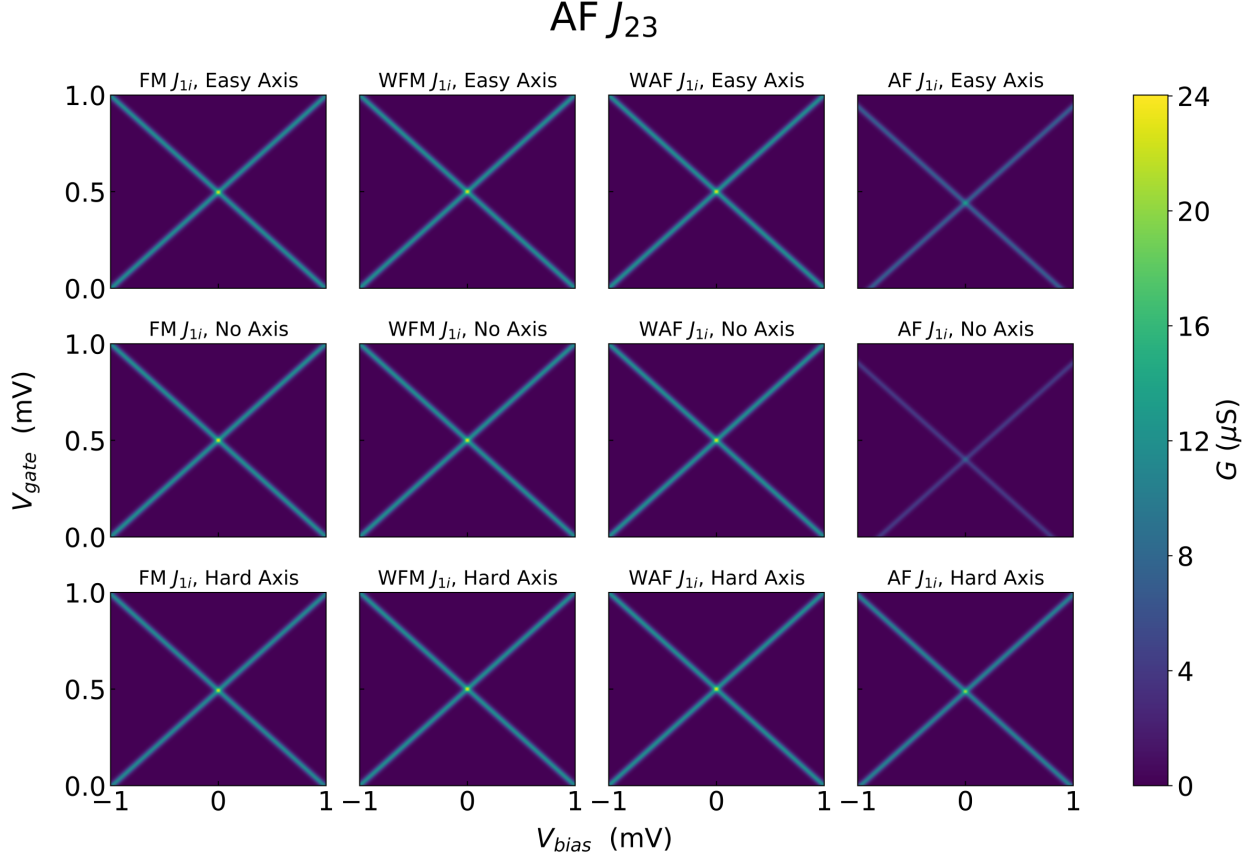 AF J23
FM J1i, Easy Axis
WFM J1i, Easy Axis
WAF J1i, Easy Axis
AF J1i, Easy Axis
1.0
0.5
0.0
FM J1i, No Axis
WFM J1i, No Axis
WAF J1i, No Axis
AF J1i, No Axis
1.0
0.5
0.0
FM J1i, Hard Axis
WFM J1i, Hard Axis
WAF J1i, Hard Axis
AF J1i, Hard Axis
1.0
0.5
0.0
−1 0 1
−1 0 1
−1 0 1
−1 0 1
Vgate (mV)
Vbias (mV)
24
20
16
12
8
4
0
G (μS)